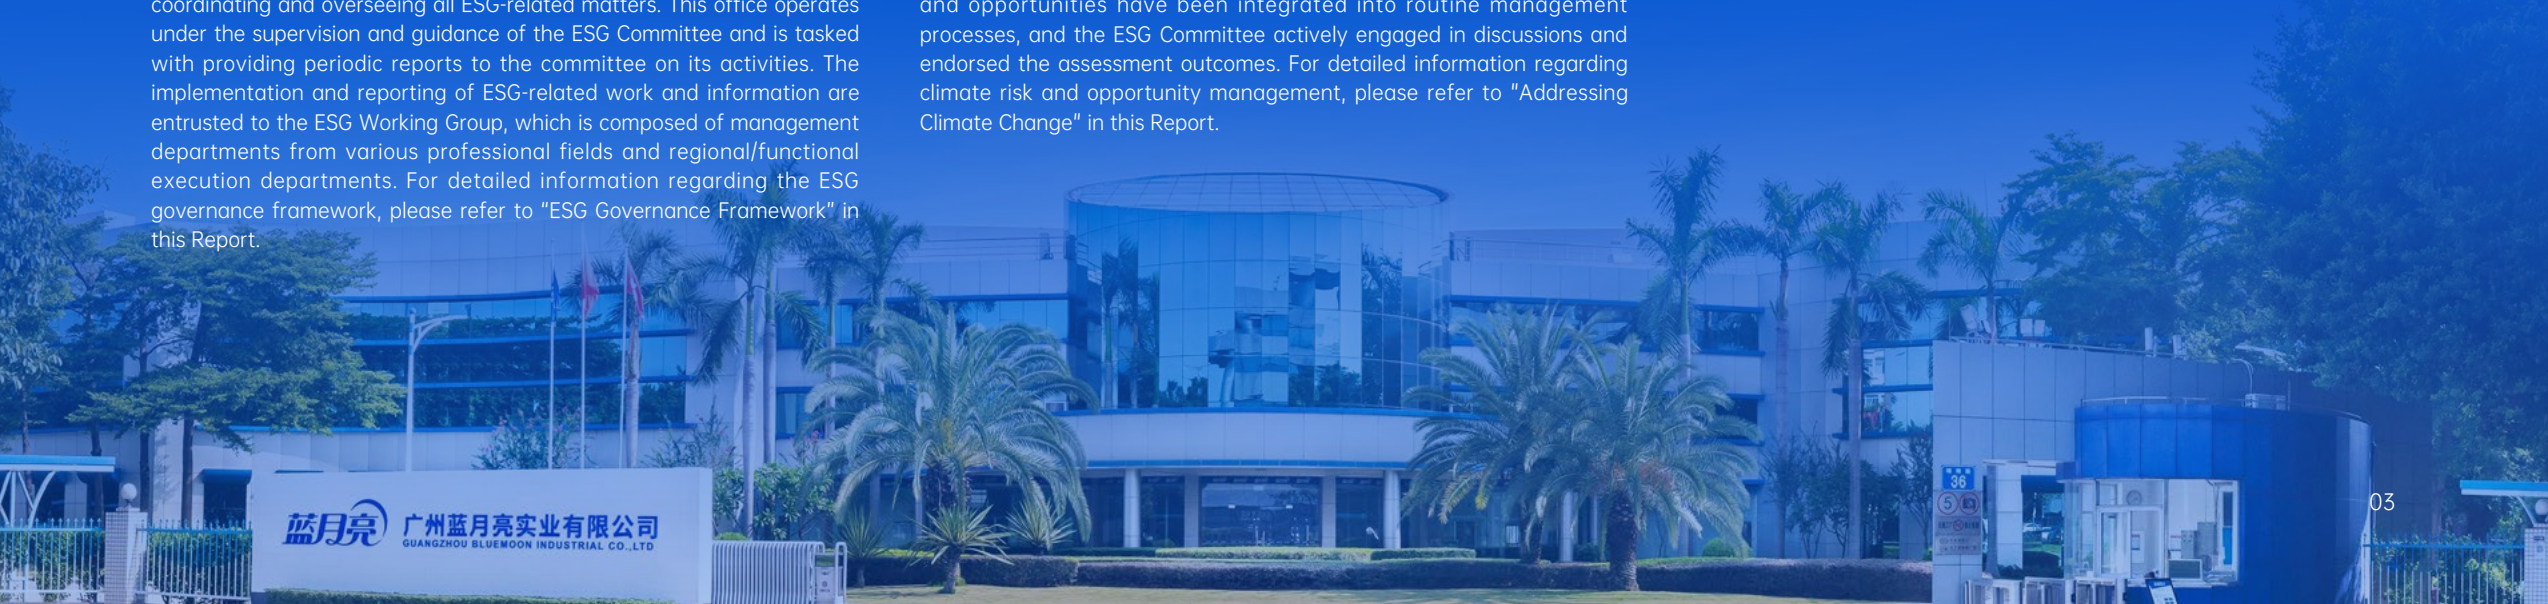 coordinating and overseeing all ESG-related matters. This office operates
under the supervision and guidance of the ESG Committee and is tasked
with providing periodic reports to the committee on its activities. The
implementation and reporting of ESG-related work and information are
entrusted to the ESG Working Group, which is composed of management
departments from various professional fields and regional/functional
execution departments. For detailed information regarding the ESG
governance framework, please refer to “ESG Governance Framework” in
this Report.
and opportunities have been integrated into routine management
processes, and the ESG Committee actively engaged in discussions and
endorsed the assessment outcomes. For detailed information regarding
climate risk and opportunity management, please refer to “Addressing
Climate Change” in this Report.
蓝月亮
广州蓝月亮实业有限公司
GUANGZHOU BLUEMOON INDUSTRIAL CO.,LTD
36
5
03